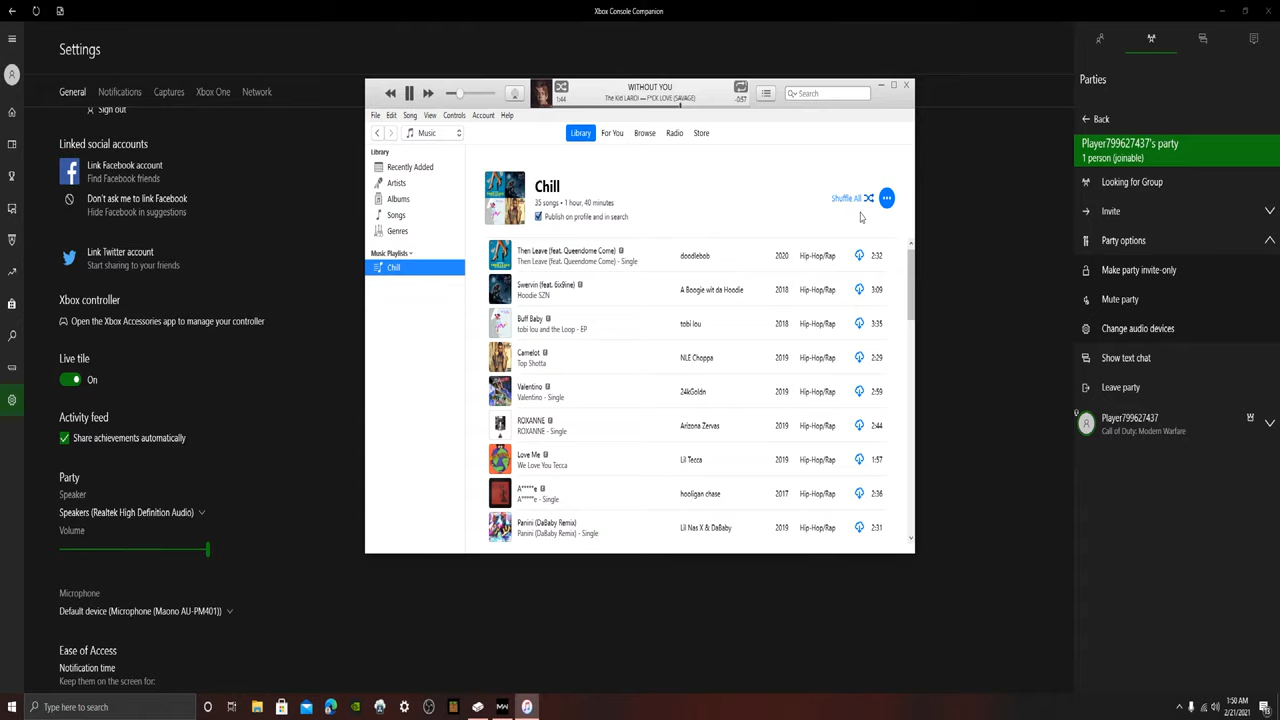 Xbox Console Companion
Settings
General Notifications Captures Xbox One Network
Sign out
Linked social accounts
Link Facebook account
Find Facebook friends
Don't ask me to link Facebook
Hide Facebook in suggestions
Link Twitter account
Start sharing to your friends
Xbox controller
Open the Xbox Accessories app to manage your controller
Live tile
On
Activity feed
Share achievements automatically
Party
Speaker
Speakers (Realtek High Definition Audio)
Volume
Microphone
Default device (Microphone (Maono AU-PM401))
Ease of Access
Notification time
Keep them on the screen for:
WITHOUT YOU
The Kid LAROI — F*CK LOVE (SAVAGE)
1:44
-0:57
Search
File Edit Song View Controls Account Help
Music
Library For You Browse Radio Store
Library
Recently Added
Artists
Albums
Songs
Genres
Music Playlists
Chill
Chill
35 songs • 1 hour, 40 minutes
Publish on profile and in search
Shuffle All
Then Leave (feat. Queendome Come) E doodlebob 2020 Hip-Hop/Rap 2:32
Then Leave (feat. Queendome Come) - Single
Swervin (feat. 6ix9ine) E A Boogie wit da Hoodie 2018 Hip-Hop/Rap 3:09
Hoodie SZN
Buff Baby E tobi lou 2018 Hip-Hop/Rap 3:35
tobi lou and the Loop - EP
Camelot E NLE Choppa 2019 Hip-Hop/Rap 2:29
Top Shotta
Valentino E 24kGoldn 2019 Hip-Hop/Rap 2:59
Valentino - Single
ROXANNE E Arizona Zervas 2019 Hip-Hop/Rap 2:44
ROXANNE - Single
Love Me E Lil Tecca 2019 Hip-Hop/Rap 1:57
We Love You Tecca
A*****e E hooligan chase 2017 Hip-Hop/Rap 2:36
A*****e - Single
Panini (DaBaby Remix) Lil Nas X & DaBaby 2019 Hip-Hop/Rap 2:31
Panini (DaBaby Remix) - Single
Parties
Back
Player799627437's party
1 person (joinable)
Looking for Group
Invite
Party options
Make party invite-only
Mute party
Change audio devices
Show text chat
Leave party
Player799627437
Call of Duty: Modern Warfare
Type here to search
MW
1:50 AM
2/21/2021